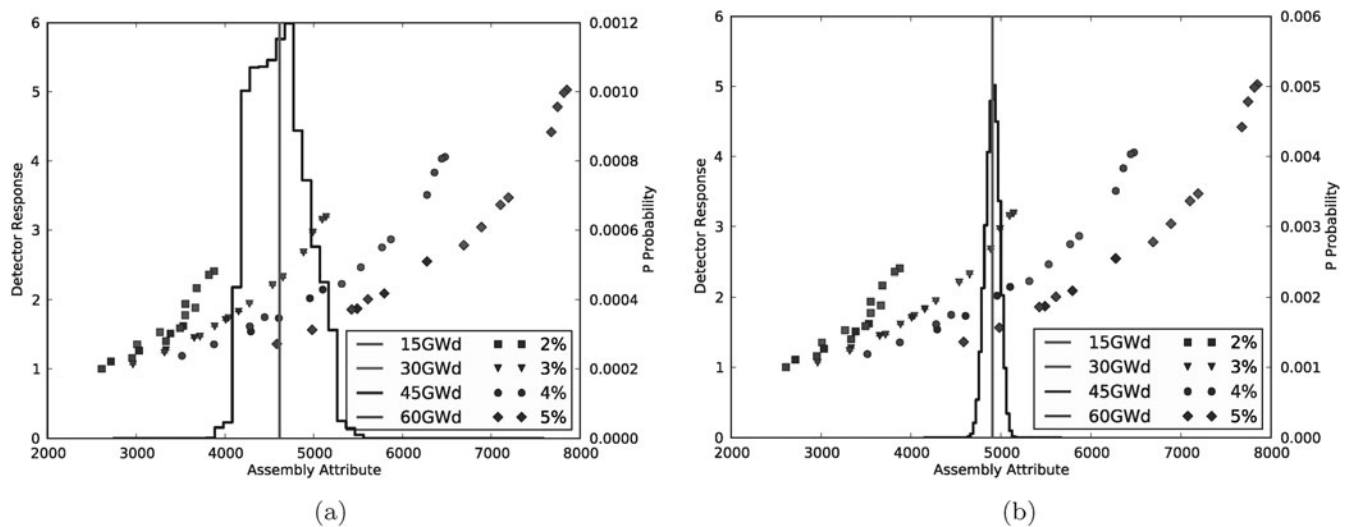 6
5
4
3
2
1
0
Detector Response
2000 3000 4000 5000 6000 7000 8000
Assembly Attribute
0.0012
0.0010
0.0008
0.0006
0.0004
0.0002
0.0000
P Probability
15GWd 2%
30GWd 3%
45GWd 4%
60GWd 5%
(a)
6
5
4
3
2
1
0
Detector Response
2000 3000 4000 5000 6000 7000 8000
Assembly Attribute
0.006
0.005
0.004
0.003
0.002
0.001
0.000
P Probability
15GWd 2%
30GWd 3%
45GWd 4%
60GWd 5%
(b)